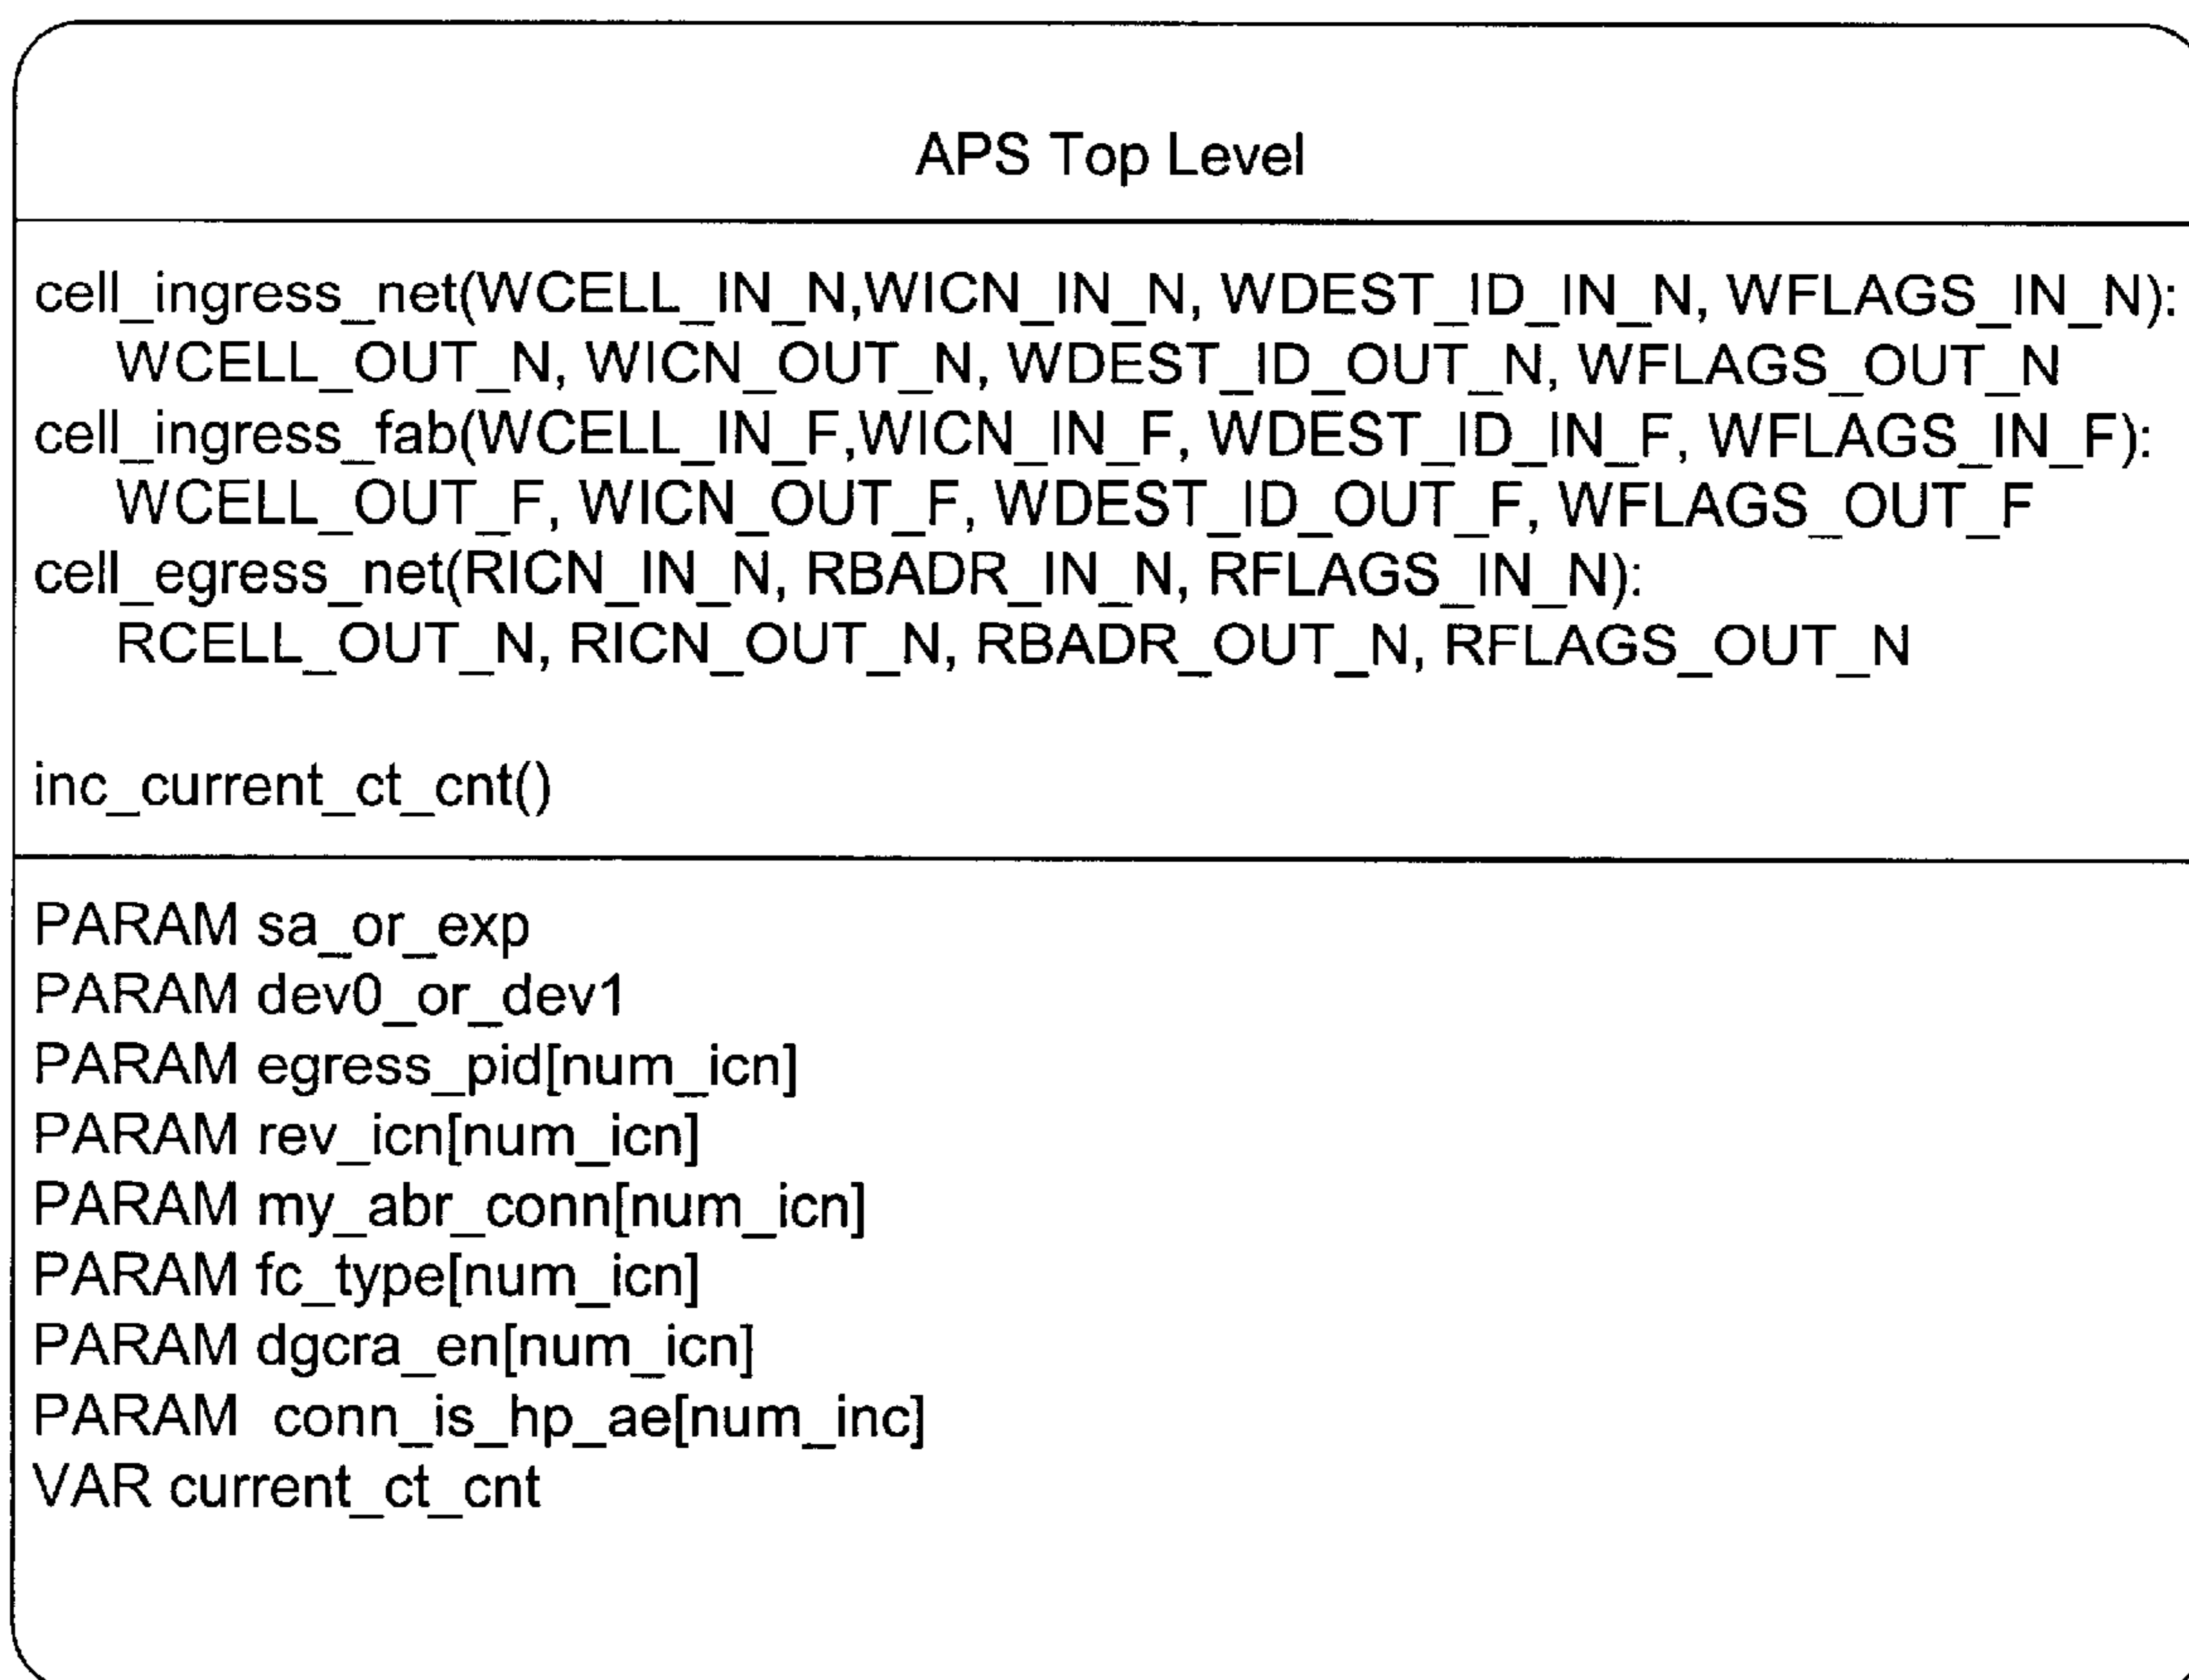 APS Top Level
cell_ingress_net(WCELL_IN_N,WICN_IN_N, WDEST_ID_IN_N, WFLAGS_IN_N):
WCELL_OUT_N, WICN_OUT_N, WDEST_ID_OUT_N, WFLAGS_OUT_N
cell_ingress_fab(WCELL_IN_F,WICN_IN_F, WDEST_ID_IN_F, WFLAGS_IN_F):
WCELL_OUT_F, WICN_OUT_F, WDEST_ID_OUT_F, WFLAGS_OUT_F
cell_egress_net(RICN_IN_N, RBADR_IN_N, RFLAGS_IN_N):
RCELL_OUT_N, RICN_OUT_N, RBADR_OUT_N, RFLAGS_OUT_N
inc_current_ct_cnt()
PARAM sa_or_exp
PARAM dev0_or_dev1
PARAM egress_pid[num_icn]
PARAM rev_icn[num_icn]
PARAM my_abr_conn[num_icn]
PARAM fc_type[num_icn]
PARAM dgcra_en[num_icn]
PARAM conn_is_hp_ae[num_inc]
VAR current_ct_cnt